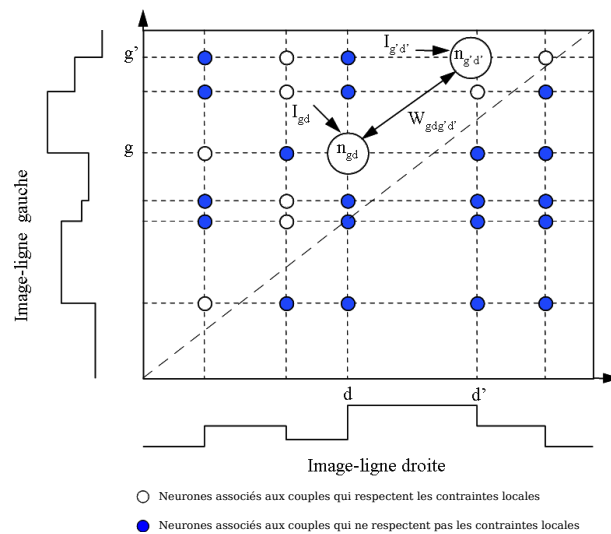 g’
I g’d’
n g’d’
I gd
W gdg’d’
g
n gd
Image-ligne gauche
d
d’
Image-ligne droite
Neurones associés aux couples qui respectent les contraintes locales
Neurones associés aux couples qui ne respectent pas les contraintes locales